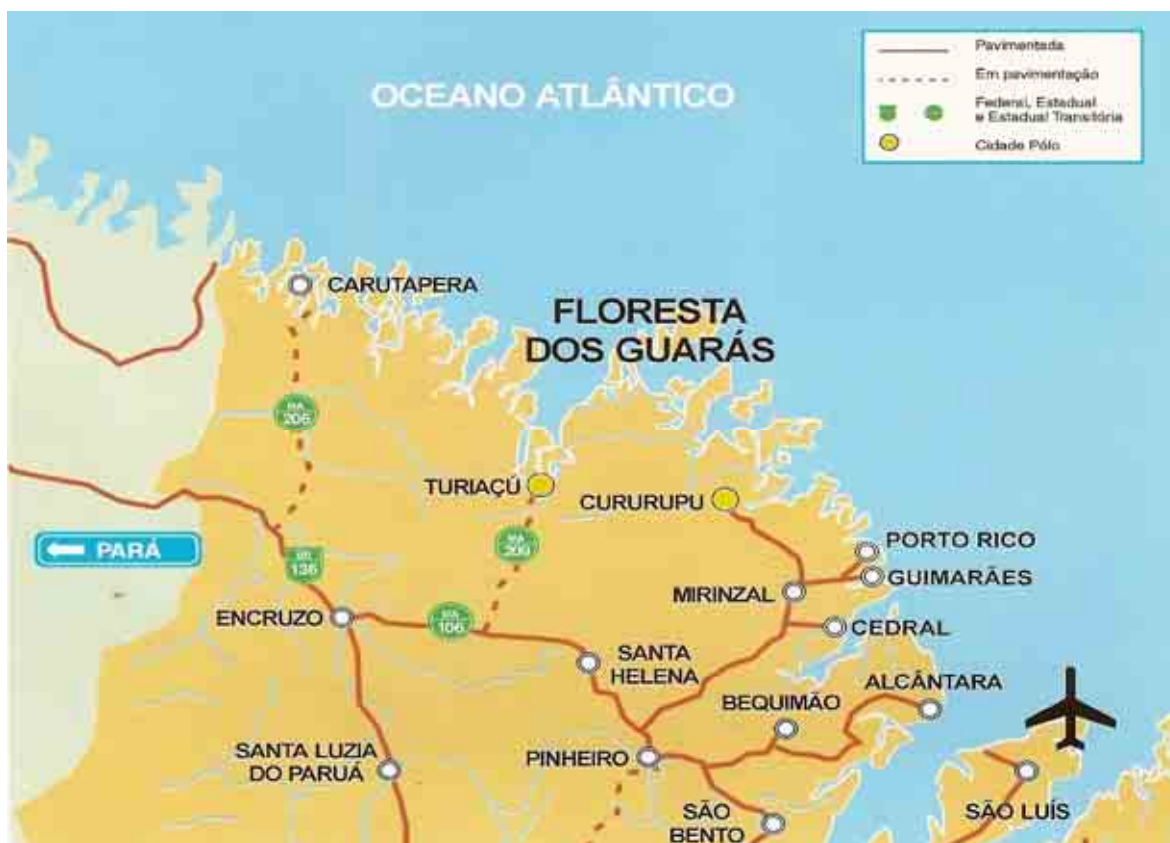 OCEANO ATLÂNTICO
Pavimentada
Em pavimentação
Federal, Estadual
e Estadual Transitória
Cidade Pólo
CARUTAPERA
FLORESTA
DOS GUARÁS
MA
206
TURIAÇÚ
CURURUPU
PARÁ
BR
136
MA
209
PORTO RICO
GUIMARÃES
MIRINZAL
ENCRUZO
MA
106
CEDRAL
SANTA
HELENA
ALCÂNTARA
BEQUIMÃO
SANTA LUZIA
DO PARUÁ
PINHEIRO
SÃO
BENTO
SÃO LUÍS